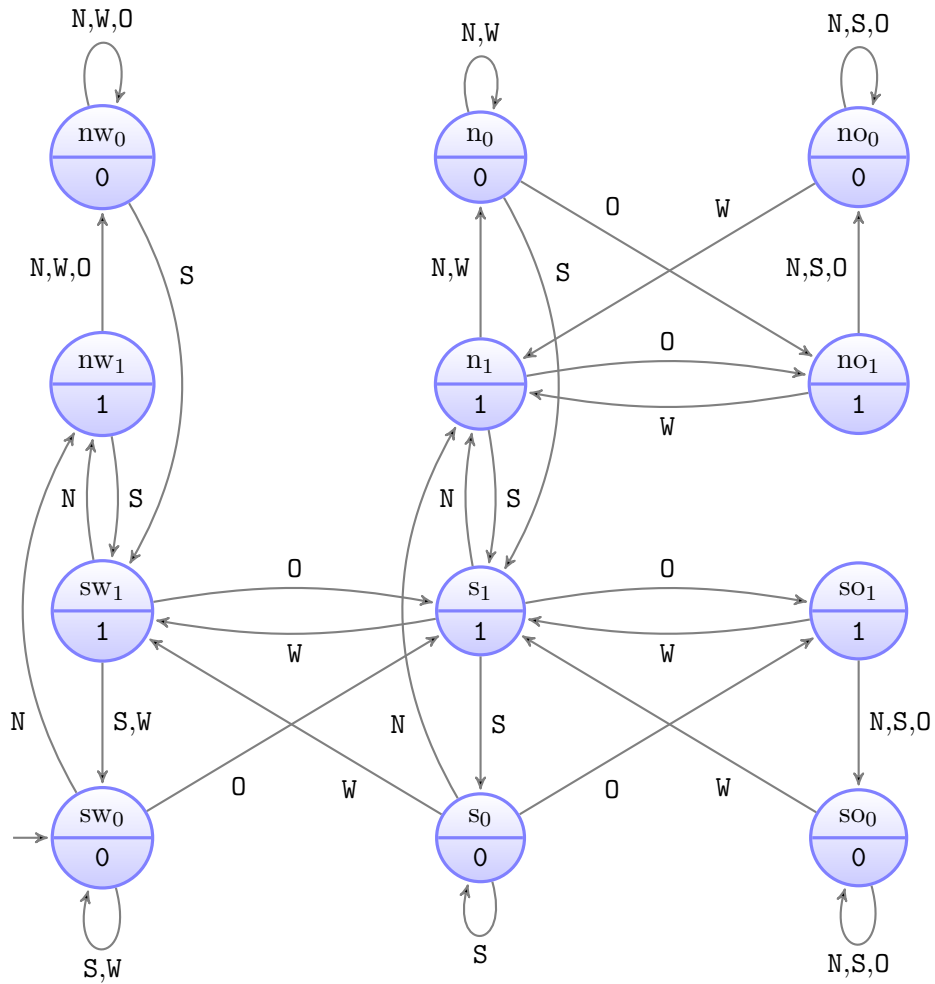 N,W,O
N,W
N,S,O
nw₀
n₀
no₀
0
0
0
O
W
N,W,O
S
N,W
S
N,S,O
O
nw₁
n₁
no₁
1
1
1
W
N
S
N
S
O
O
sw₁
s₁
so₁
1
1
1
W
W
N
S,W
N
S
N,S,O
O
W
O
W
sw₀
s₀
so₀
0
0
0
S
S,W
N,S,O